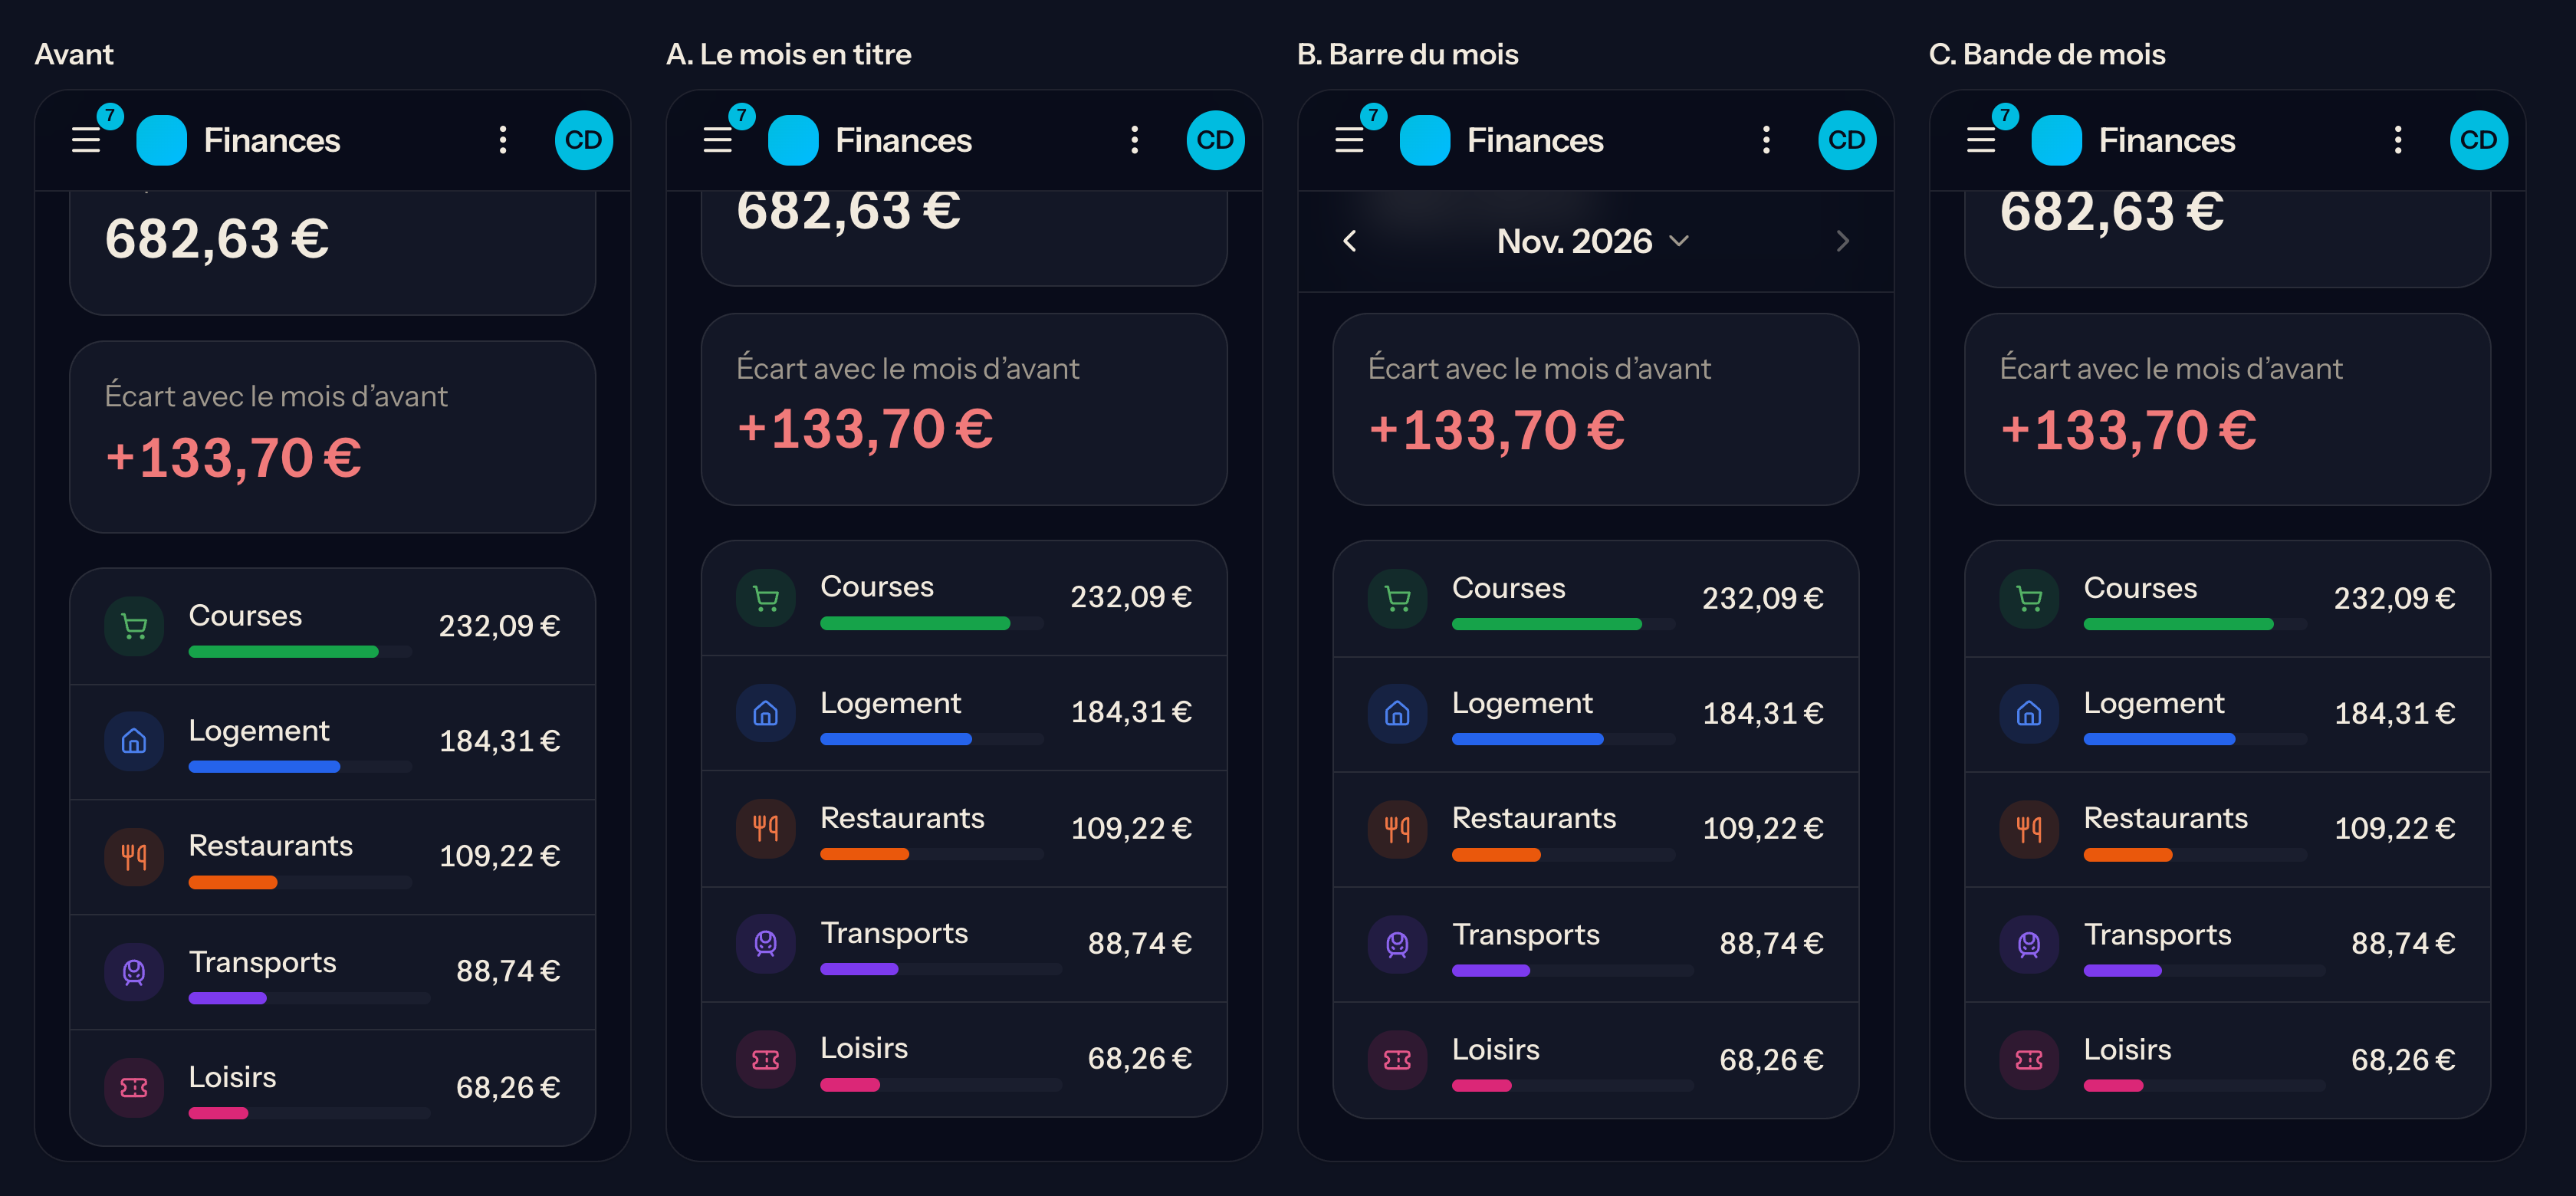 Avant
7
Finances
CD
682,63 €
Écart avec le mois d’avant
+133,70 €
Courses
232,09 €
Logement
184,31 €
Restaurants
109,22 €
Transports
88,74 €
Loisirs
68,26 €
A. Le mois en titre
7
Finances
CD
682,63 €
Écart avec le mois d’avant
+133,70 €
Courses
232,09 €
Logement
184,31 €
Restaurants
109,22 €
Transports
88,74 €
Loisirs
68,26 €
B. Barre du mois
7
Finances
CD
Nov. 2026
Écart avec le mois d’avant
+133,70 €
Courses
232,09 €
Logement
184,31 €
Restaurants
109,22 €
Transports
88,74 €
Loisirs
68,26 €
C. Bande de mois
7
Finances
CD
682,63 €
Écart avec le mois d’avant
+133,70 €
Courses
232,09 €
Logement
184,31 €
Restaurants
109,22 €
Transports
88,74 €
Loisirs
68,26 €